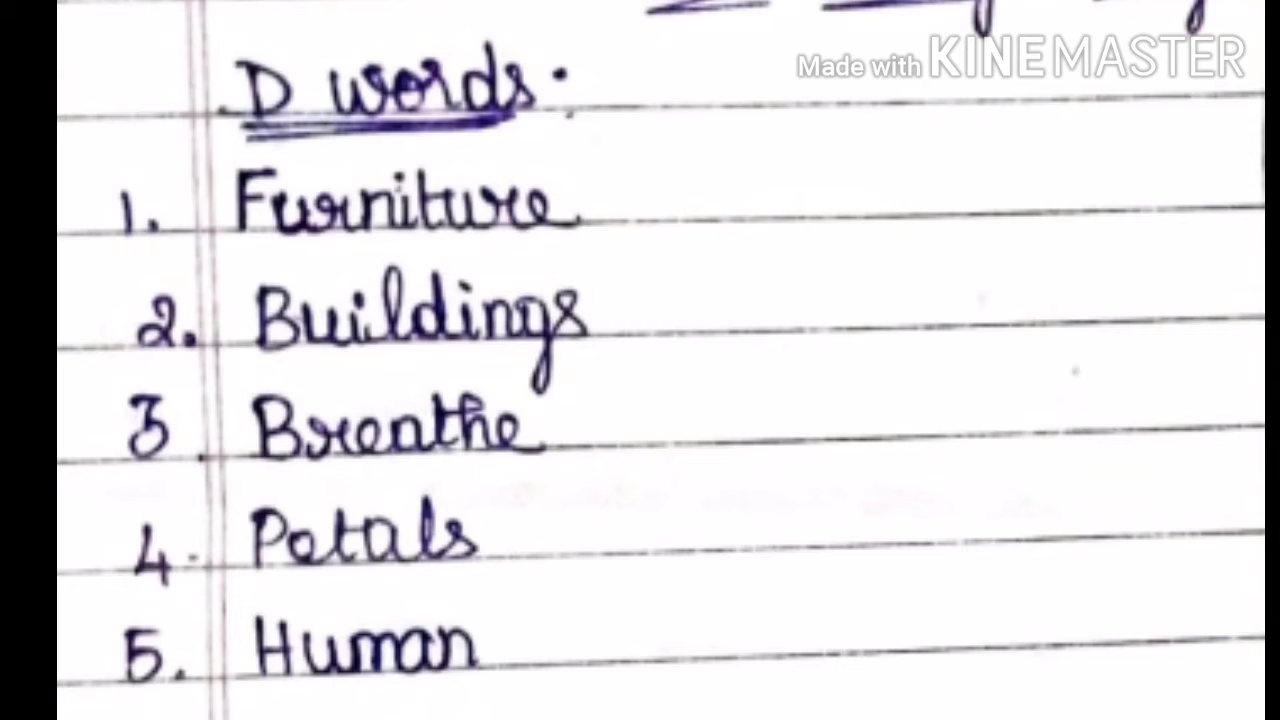 Made with KINEMASTER
D words.
1. Furniture
2. Buildings
3. Breathe
4. Petals
5. Human